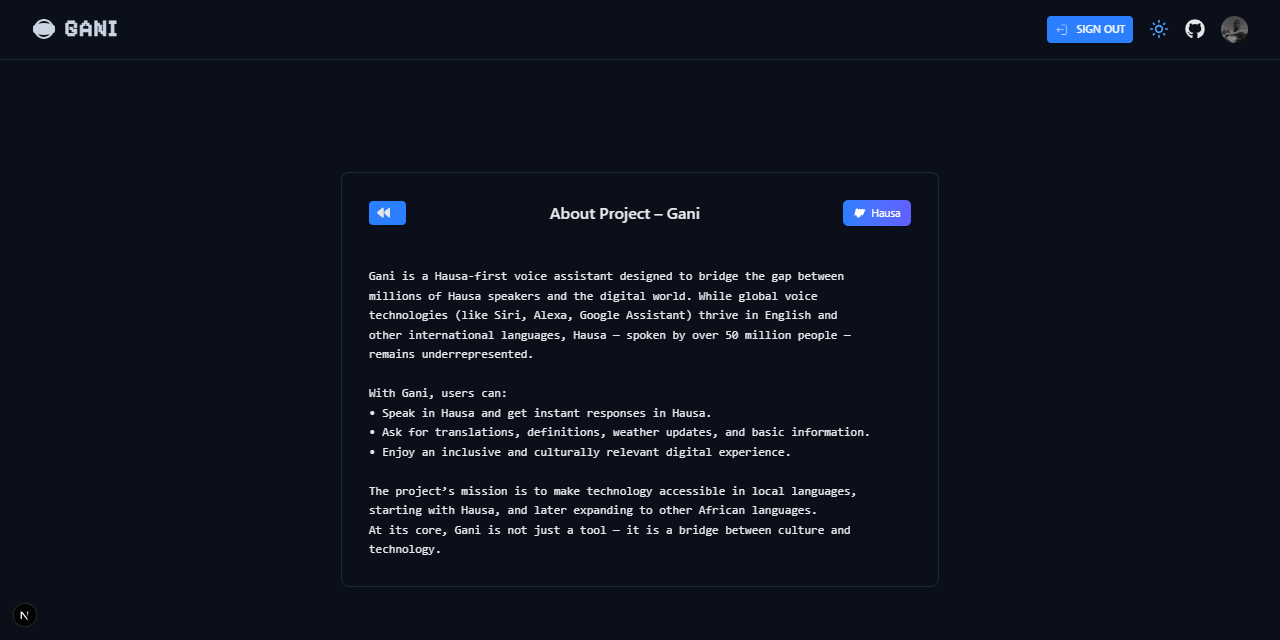 GANI
SIGN OUT
About Project – Gani
Hausa
Gani is a Hausa-first voice assistant designed to bridge the gap between
millions of Hausa speakers and the digital world. While global voice
technologies (like Siri, Alexa, Google Assistant) thrive in English and
other international languages, Hausa — spoken by over 50 million people —
remains underrepresented.
With Gani, users can:
• Speak in Hausa and get instant responses in Hausa.
• Ask for translations, definitions, weather updates, and basic information.
• Enjoy an inclusive and culturally relevant digital experience.
The project’s mission is to make technology accessible in local languages,
starting with Hausa, and later expanding to other African languages.
At its core, Gani is not just a tool — it is a bridge between culture and
technology.
N